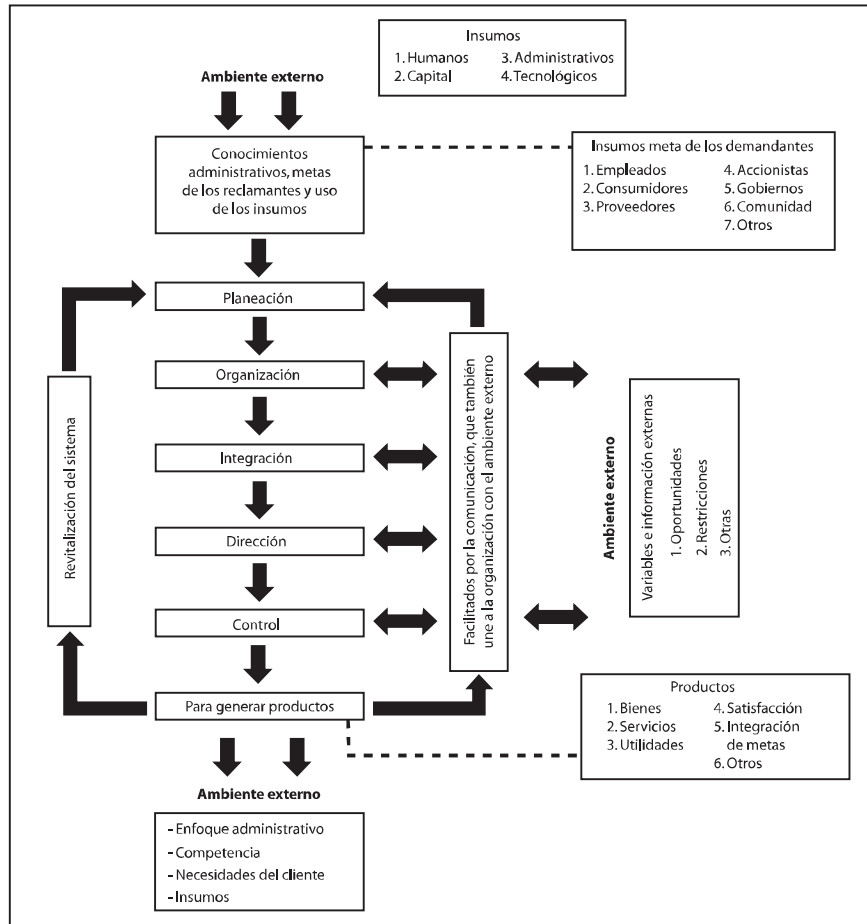 Insumos
1. Humanos
2. Capital
3. Administrativos
4. Tecnológicos
Ambiente externo
Conocimientos
administrativos, metas
de los reclamantes y uso
de los insumos
Insumos meta de los demandantes
1. Empleados
2. Consumidores
3. Proveedores
4. Accionistas
5. Gobiernos
6. Comunidad
7. Otros
Planeación
Organización
Integración
Dirección
Control
Para generar productos
Revitalización del sistema
Facilitados por la comunicación, que también
une a la organización con el ambiente externo
Ambiente externo
Variables e información externas
1. Oportunidades
2. Restricciones
3. Otras
Productos
1. Bienes
2. Servicios
3. Utilidades
4. Satisfacción
5. Integración
de metas
6. Otros
Ambiente externo
- Enfoque administrativo
- Competencia
- Necesidades del cliente
- Insumos